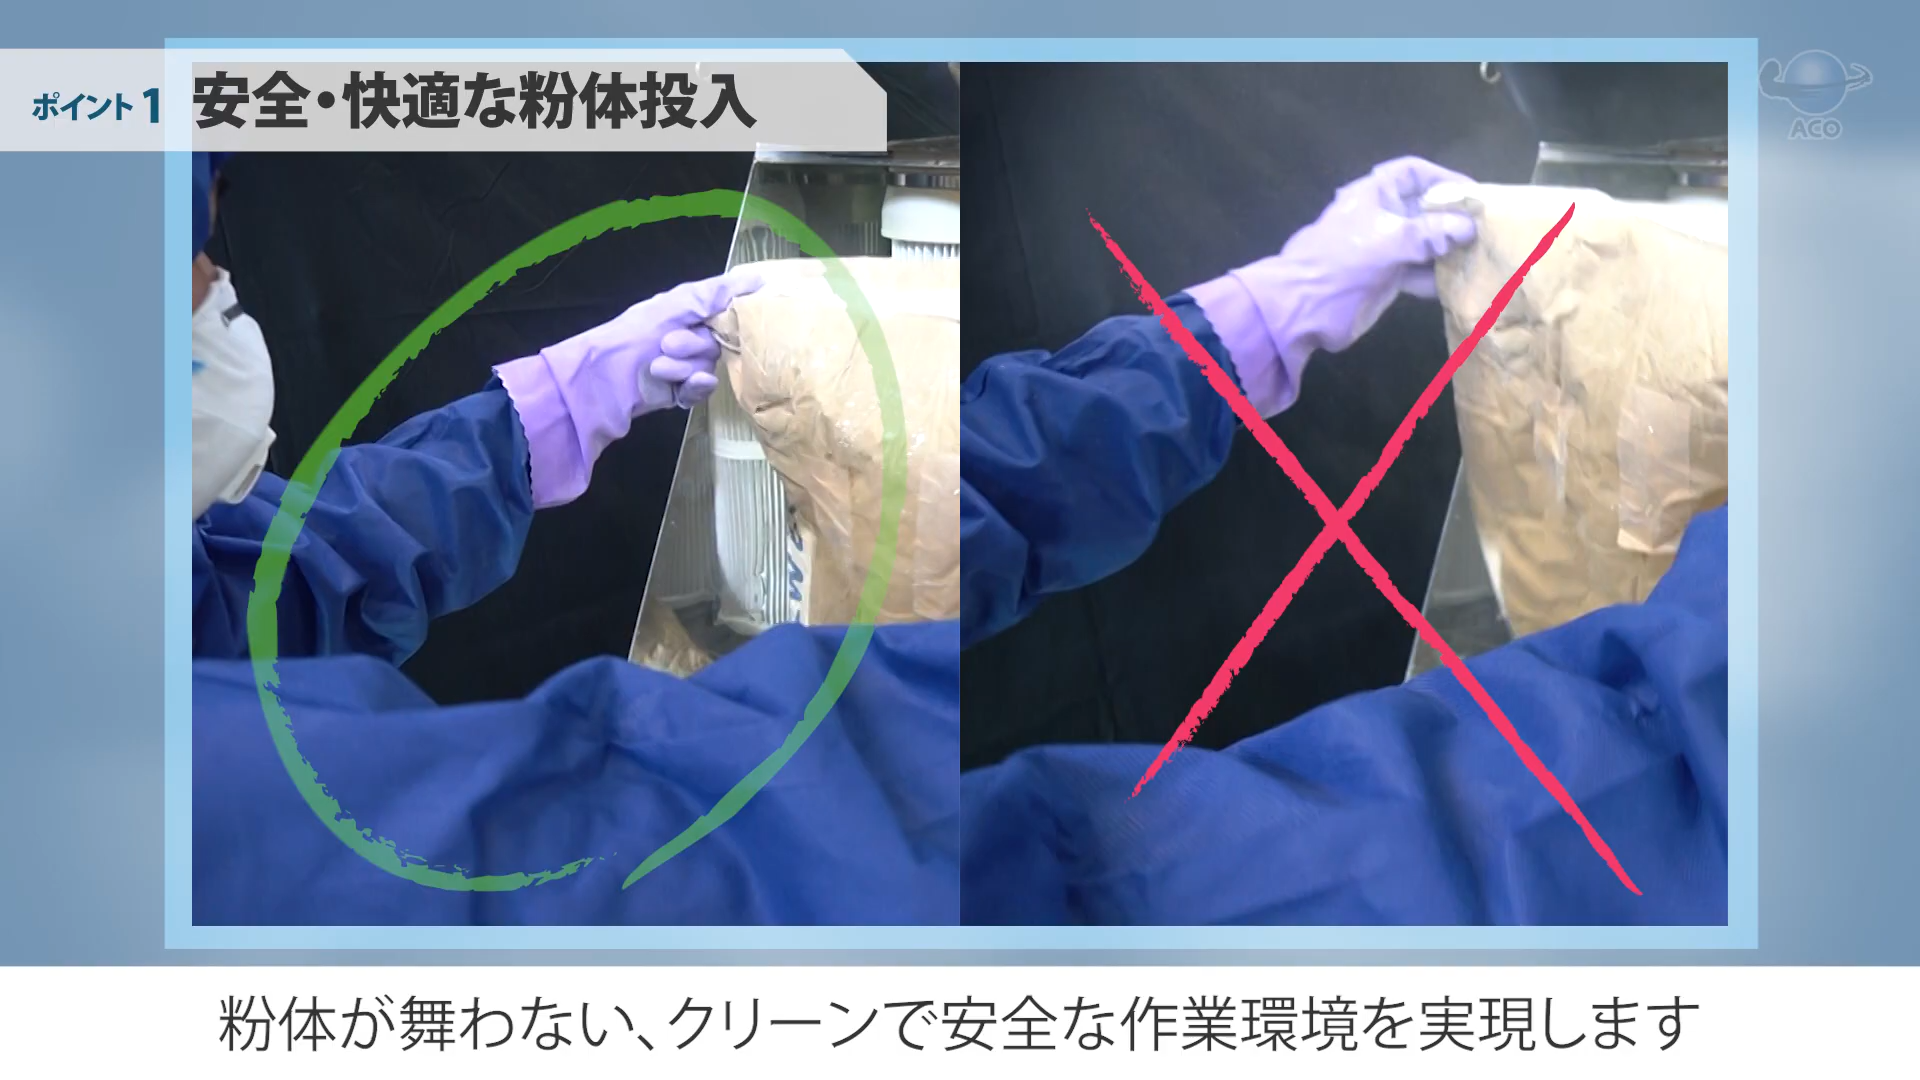 ポイント1 安全・快適な粉体投入
ACO
粉体が舞わない、クリーンで安全な作業環境を実現します